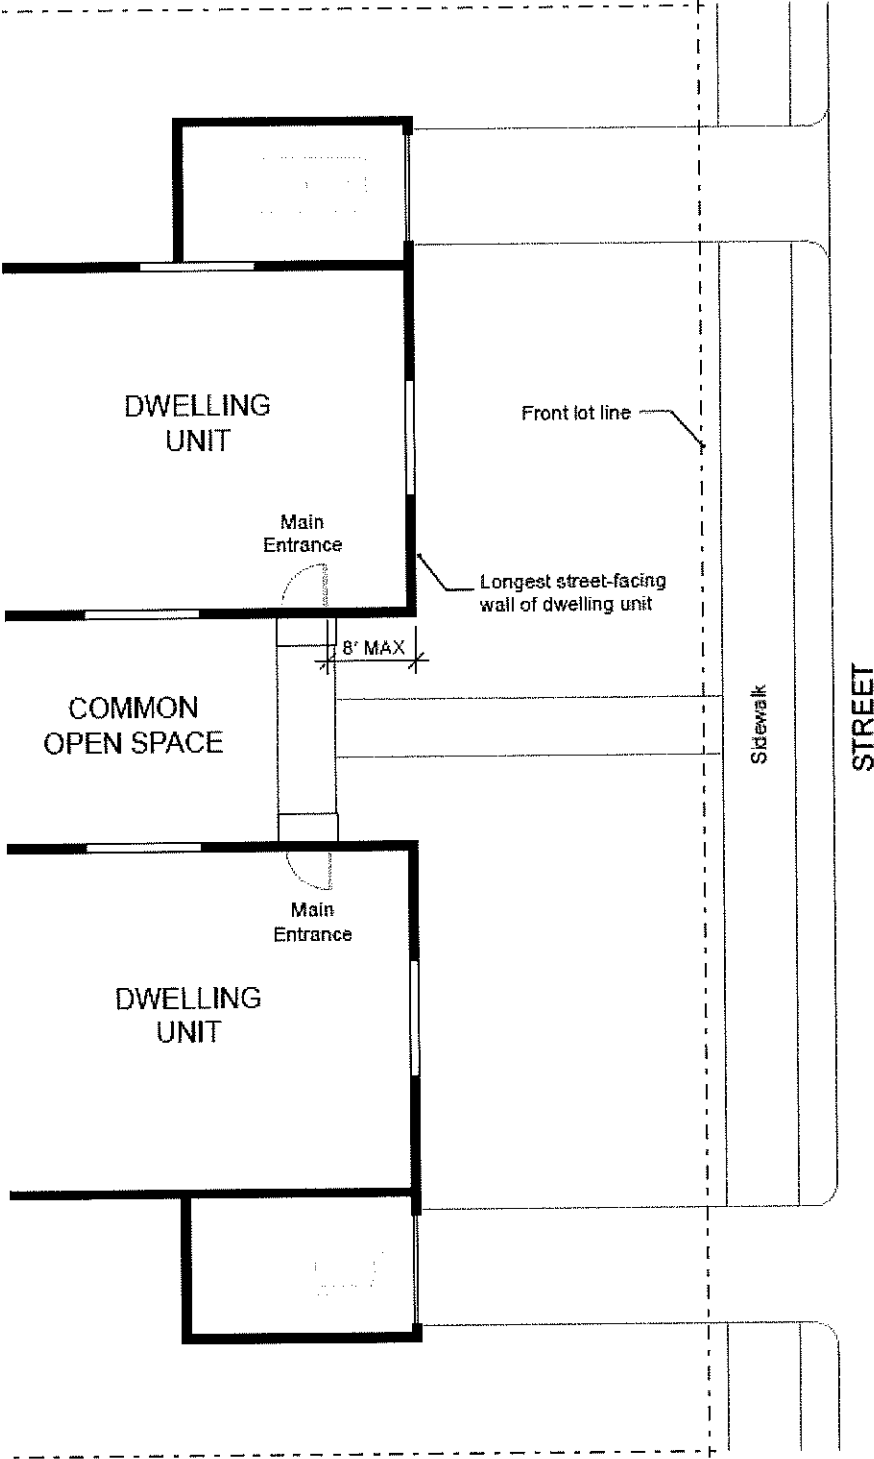 DWELLING
UNIT
Front lot line
Main
Entrance
Longest street-facing
wall of dwelling unit
8' MAX
COMMON
OPEN SPACE
Sidewalk
STREET
Main
Entrance
DWELLING
UNIT